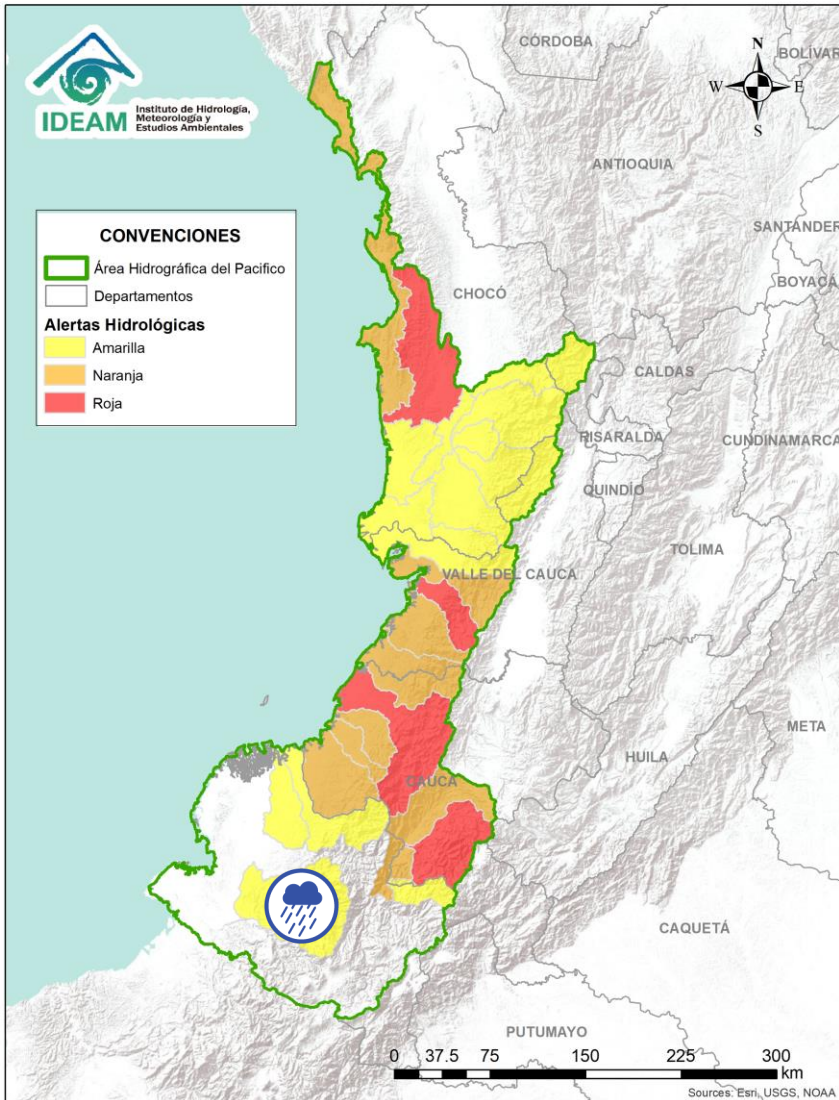 IDEAM
Instituto de Hidrología,
Meteorología y
Estudios Ambientales
CÓRDOBA
BOLÍVAR
N
W
E
S
ANTIOQUIA
SANTANDER
CONVENCIONES
Área Hidrográfica del Pacifico
Departamentos
Alertas Hidrológicas
Amarilla
Naranja
Roja
BOYACÁ
CHOCÓ
CALDAS
RISARALDA
CUNDINAMARCA
QUINDÍO
TOLIMA
VALLE DEL CAUCA
META
HUILA
CAUCA
CAQUETÁ
PUTUMAYO
0 37.5 75 150 225 300
km
Sources: Esri, USGS, NOAA